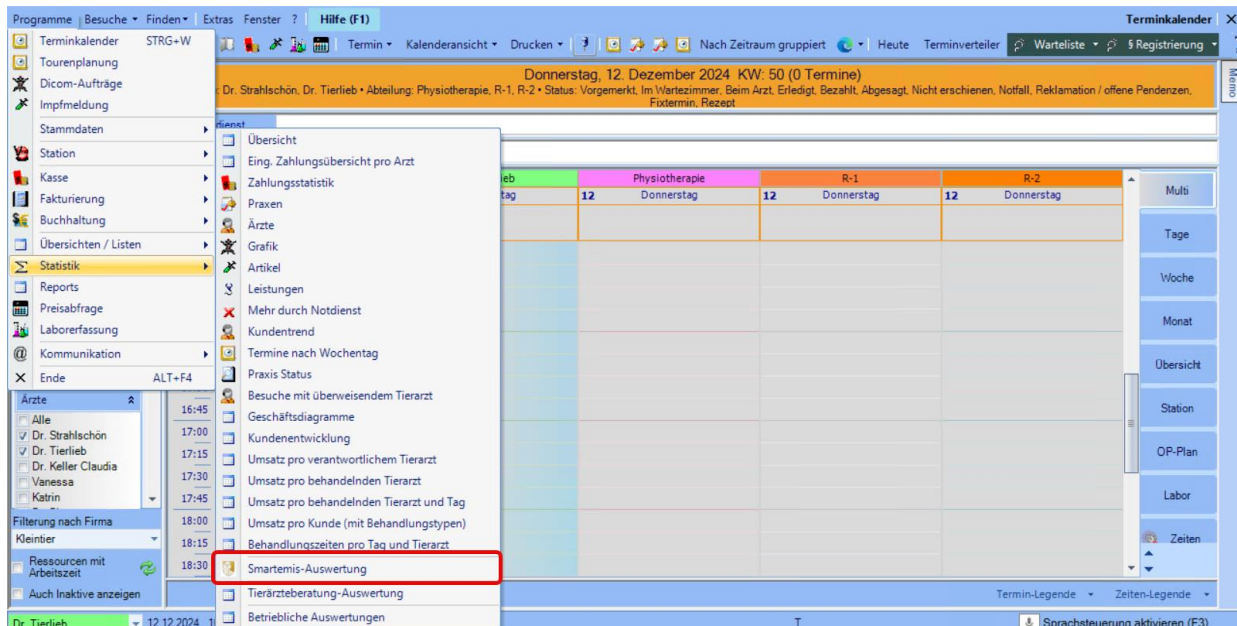 Programme Besuche Finden Extras Fenster ? Hilfe (F1) Terminkalender X
Termin Kalenderansicht Drucken Nach Zeitraum gruppiert Heute Terminverteiler Warteliste § Registrierung
Terminkalender STRG+W
Tourenplanung
Dicom-Aufträge
Impfmeldung
Stammdaten
Station
Kasse
Fakturierung
Buchhaltung
Übersichten / Listen
Statistik
Reports
Preisabfrage
Laborerfassung
Kommunikation
Ende ALT+F4
Donnerstag, 12. Dezember 2024 KW: 50 (0 Termine)
: Dr. Strahlschön, Dr. Tierlieb • Abteilung: Physiotherapie, R-1, R-2 • Status: Vorgemerkt, Im Wartezimmer, Beim Arzt, Erledigt, Bezahlt, Abgesagt, Nicht erschienen, Notfall, Reklamation / offene Pendenzen,
Fixtermin, Rezept
Memo
dienst
Übersicht
Eing. Zahlungsübersicht pro Arzt
Zahlungsstatistik
Praxen
Ärzte
Grafik
Artikel
Leistungen
Mehr durch Notdienst
Kundentrend
Termine nach Wochentag
Praxis Status
Besuche mit überweisendem Tierarzt
Geschäftsdiagramme
Kundenentwicklung
Umsatz pro verantwortlichem Tierarzt
Umsatz pro behandelnden Tierarzt
Umsatz pro behandelnden Tierarzt und Tag
Umsatz pro Kunde (mit Behandlungstypen)
Behandlungszeiten pro Tag und Tierarzt
Smartemis-Auswertung
Tierärzteberatung-Auswertung
Betriebliche Auswertungen
ieb Physiotherapie R-1 R-2
tag 12 Donnerstag 12 Donnerstag 12 Donnerstag
Multi
Tage
Woche
Monat
Übersicht
Station
OP-Plan
Labor
Zeiten
Ärzte
Alle
Dr. Strahlschön
Dr. Tierlieb
Dr. Keller Claudia
Vanessa
Katrin
Filterung nach Firma
Kleintier
Ressourcen mit
Arbeitszeit
Auch Inaktive anzeigen
16:45
17:00
17:15
17:30
17:45
18:00
18:15
18:30
Termin-Legende Zeiten-Legende
Dr. Tierlieb 12.12.2024 T Sprachsteuerung aktivieren (F3)